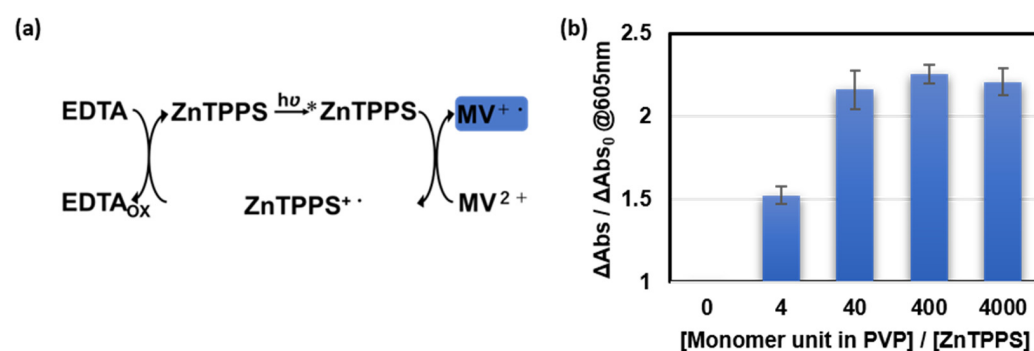 (a)
EDTA ZnTPPS hυ *ZnTPPS MV⁺·
EDTAOX ZnTPPS⁺· MV²⁺
(b)
ΔAbs / ΔAbs₀ @605nm
2.5
2
1.5
1
0 4 40 400 4000
[Monomer unit in PVP] / [ZnTPPS]